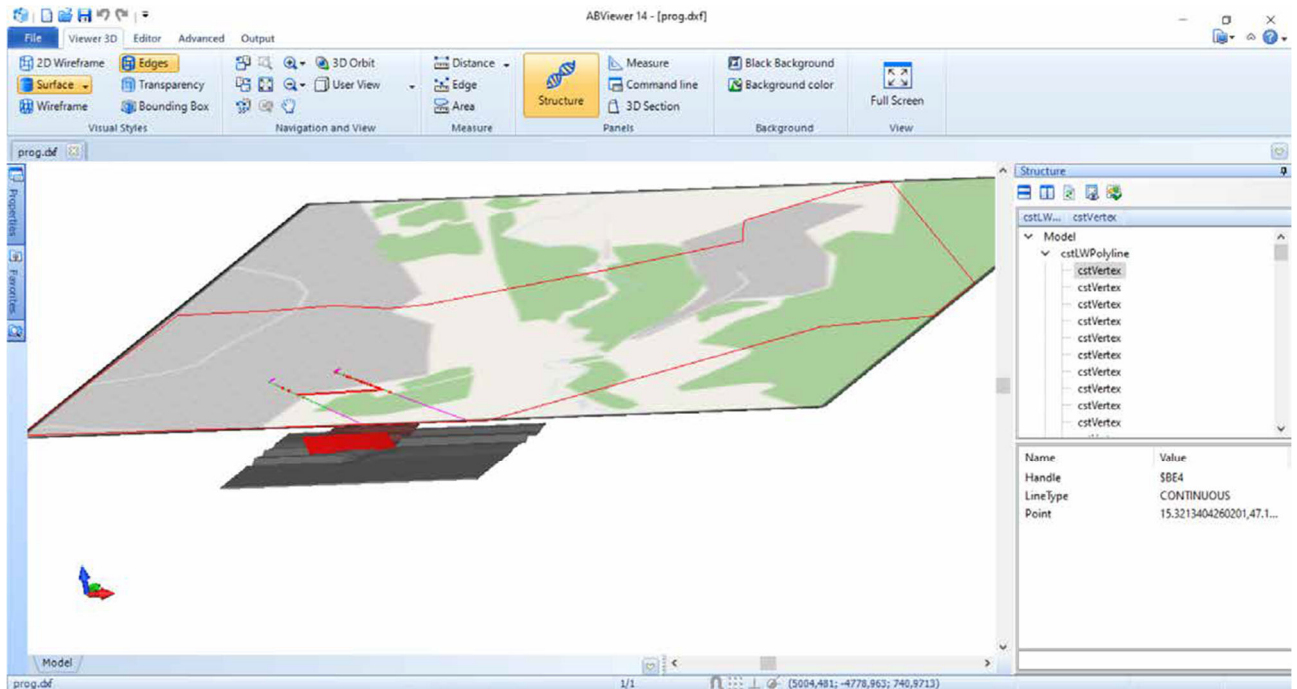 ABViewer 14 - [prog.dxf]
File Viewer 3D Editor Advanced Output
2D Wireframe Edges 3D Orbit Distance Measure Black Background
Surface Transparency User View Edge Structure Command line Background color Full Screen
Wireframe Bounding Box Area 3D Section
Visual Styles Navigation and View Measure Panels Background View
prog.dxf
Properties
Favorites
Structure
cstLW... cstVertex
Model
cstLWPolyline
cstVertex
cstVertex
cstVertex
cstVertex
cstVertex
cstVertex
cstVertex
cstVertex
cstVertex
cstVertex
Name Value
Handle $BE4
LineType CONTINUOUS
Point 15.3213404260201,47.1...
Model
prog.dxf 1/1 (5004,481; -4778,963; 740,9713)